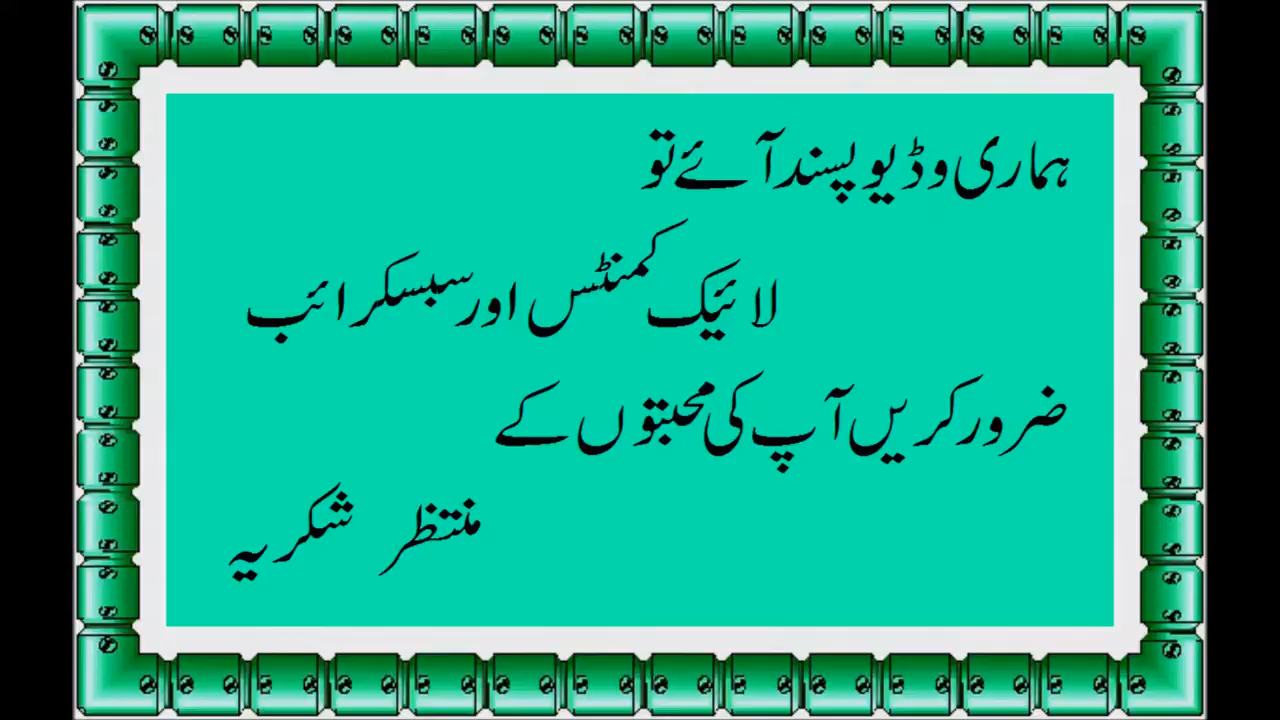 ہماری وڈیو پسند آئے تو
لائیک کمنٹس اور سبسکرائب
ضرور کریں آپ کی محبتوں کے
منتظر شکریہ